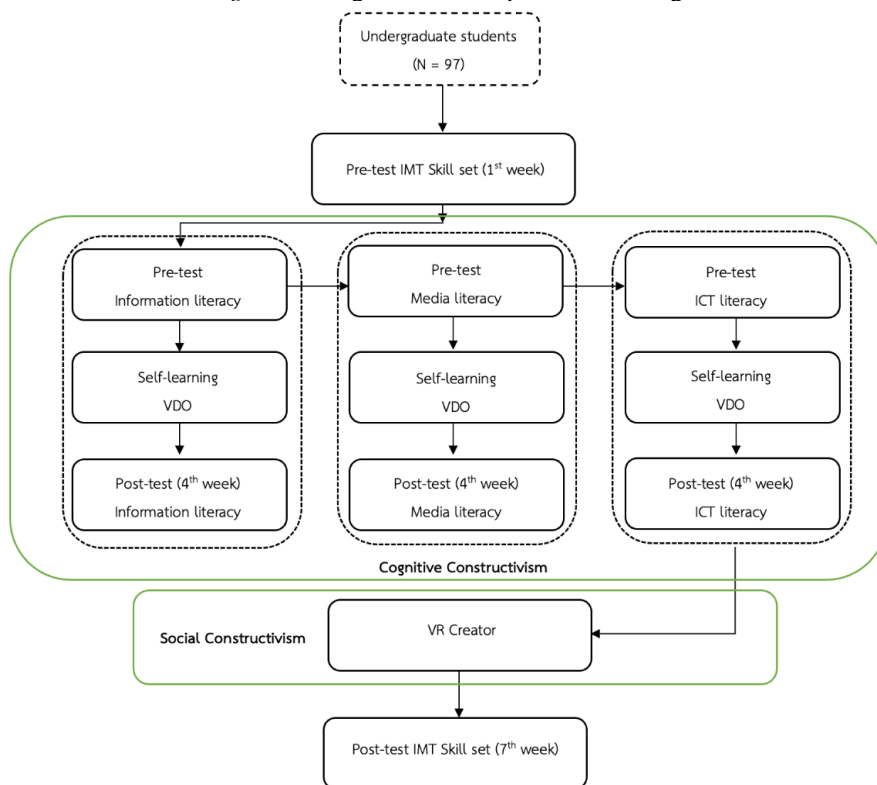 Undergraduate students
(N = 97)
Pre-test IMT Skill set (1st week)
Pre-test
Information literacy
Pre-test
Media literacy
Pre-test
ICT literacy
Self-learning
VDO
Self-learning
VDO
Self-learning
VDO
Post-test (4th week)
Information literacy
Post-test (4th week)
Media literacy
Post-test (4th week)
ICT literacy
Cognitive Constructivism
Social Constructivism
VR Creator
Post-test IMT Skill set (7th week)